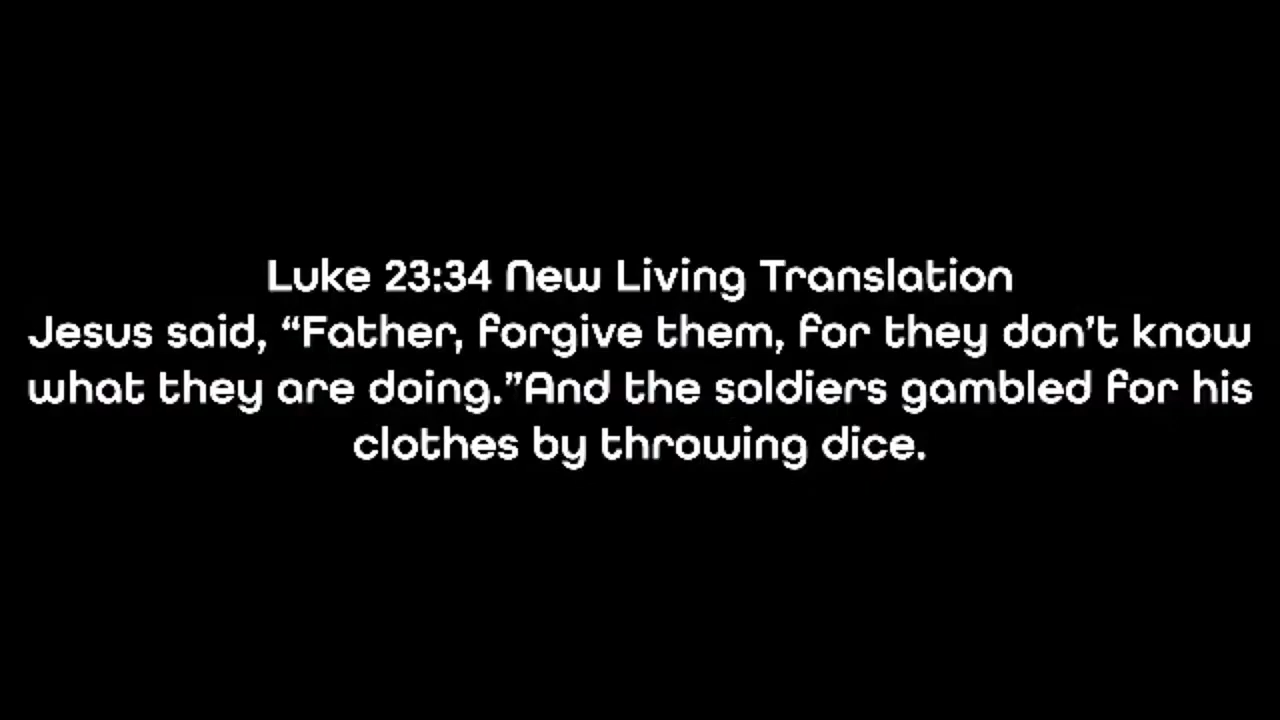 Luke 23:34 New Living Translation
Jesus said, “Father, forgive them, for they don’t know
what they are doing.”And the soldiers gambled for his
clothes by throwing dice.